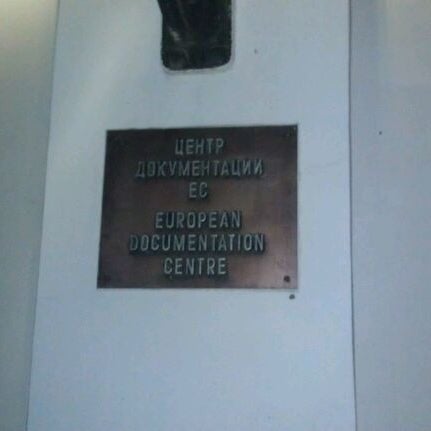 ЦЕНТР
ДОКУМЕНТАЦИИ
ЕС
EUROPEAN
DOCUMENTATION
CENTRE